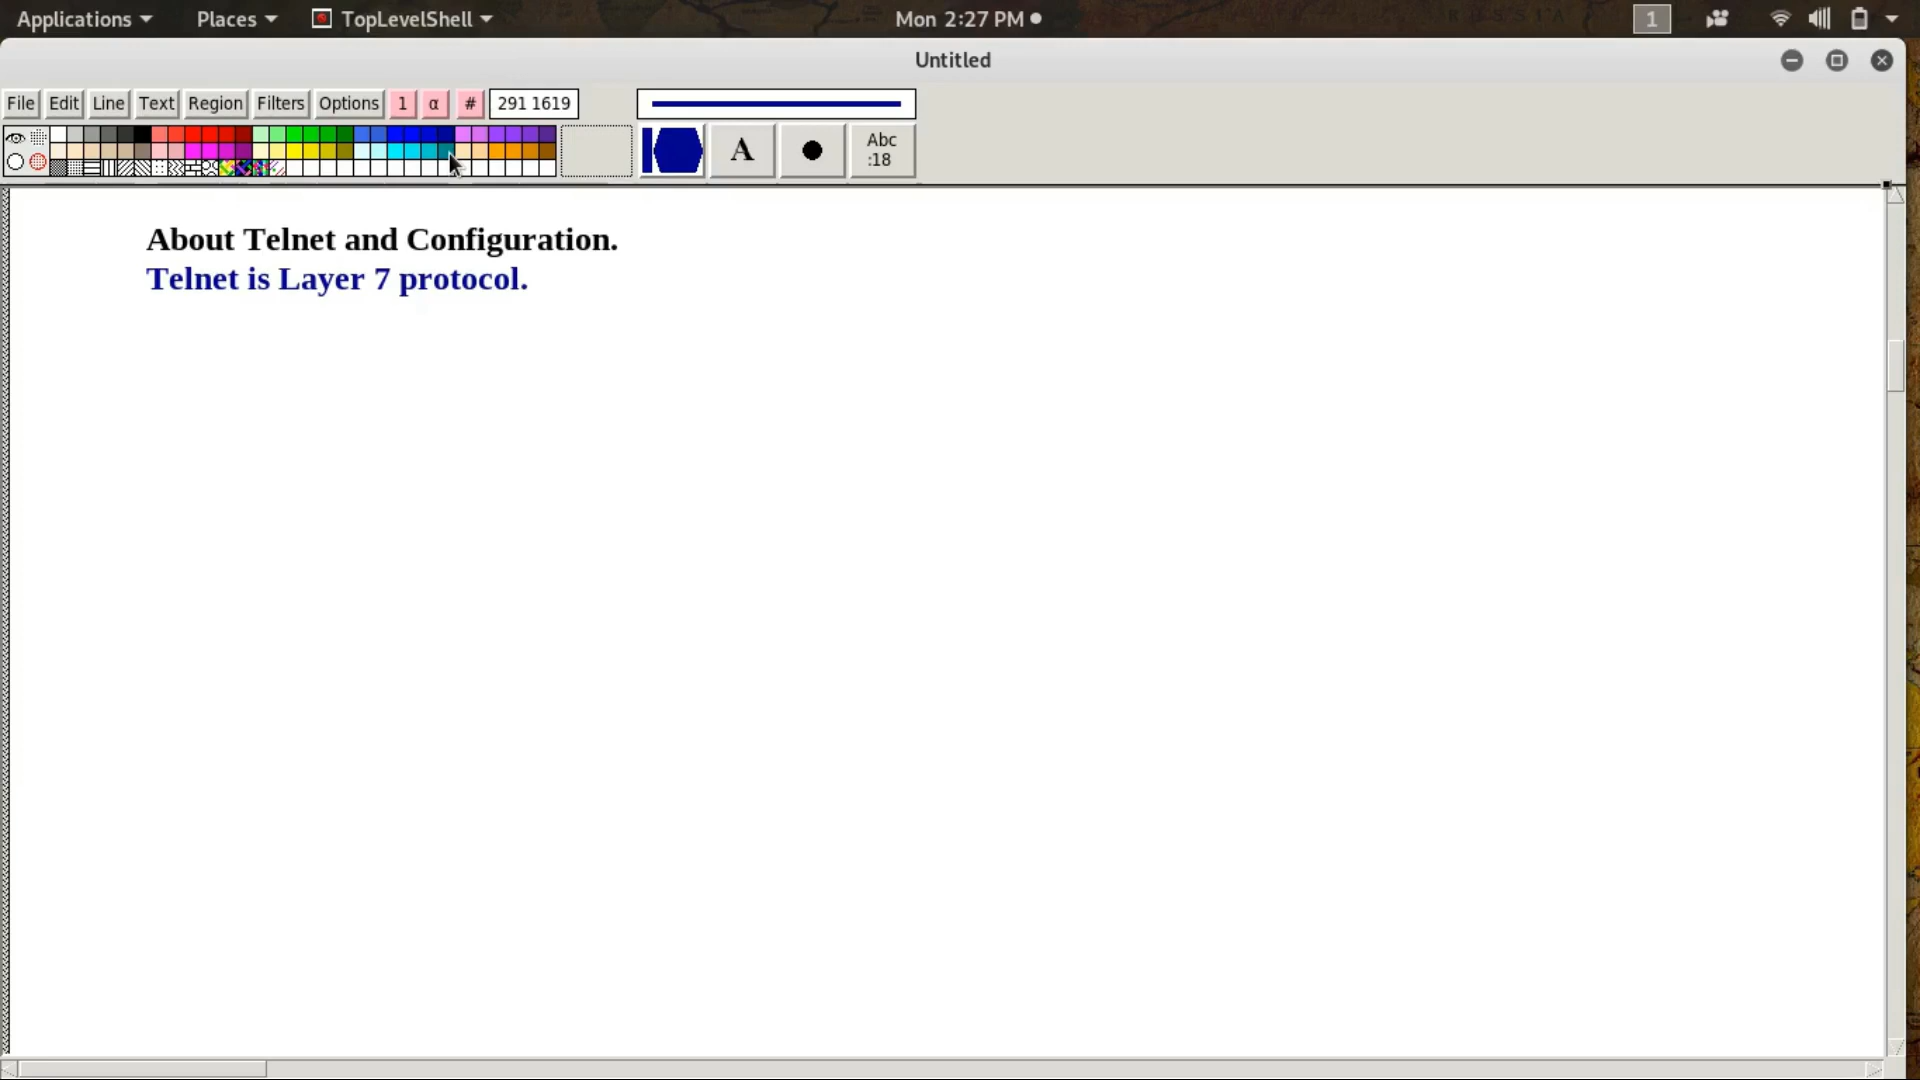 Applications Places TopLevelShell Mon 2:27 PM 1
Untitled
File Edit Line Text Region Filters Options 1 α # 291 1619
A Abc
:18
About Telnet and Configuration.
Telnet is Layer 7 protocol.